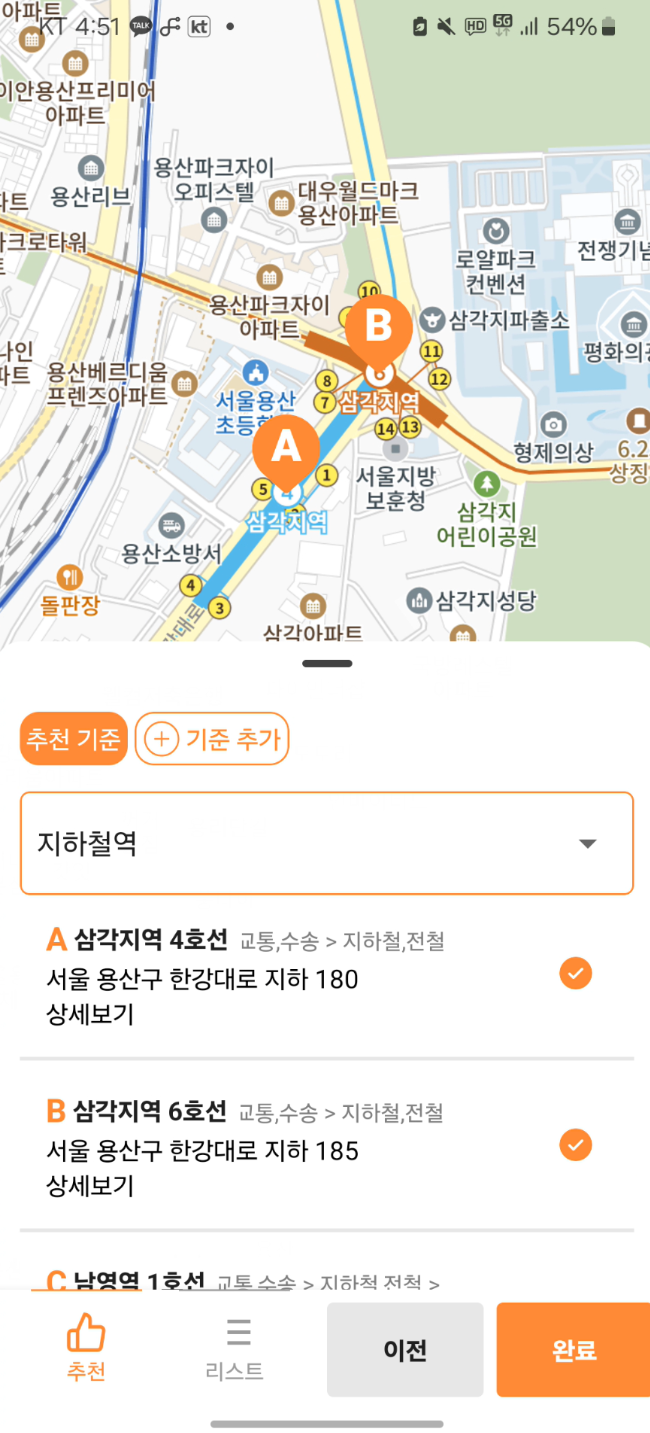 아파트
KT 4:51 TALK kt HD 5G 54%
이안용산프리미어
아파트
용산리브
용산파크자이
오피스텔
대우월드마크
용산아파트
로얄파크
컨벤션
전쟁기념
크로타워
용산파크자이
아파트
10
B
삼각지파출소
평화의
용산베르디움
프렌즈아파트
서울용산
8
7
6
삼각지역
11
12
14
13
형제의상
6.2
상징
A
서울지방
보훈청
5
1
4
삼각지역
삼각지
어린이공원
용산소방서
돌판장
4
3
삼각지성당
삼각아파트
추천 기준
+ 기준 추가
지하철역
A 삼각지역 4호선 교통,수송 > 지하철,전철
서울 용산구 한강대로 지하 180
상세보기
B 삼각지역 6호선 교통,수송 > 지하철,전철
서울 용산구 한강대로 지하 185
상세보기
C 남영역 1호선 교통,수송 > 지하철,전철 >
추천
리스트
이전
완료